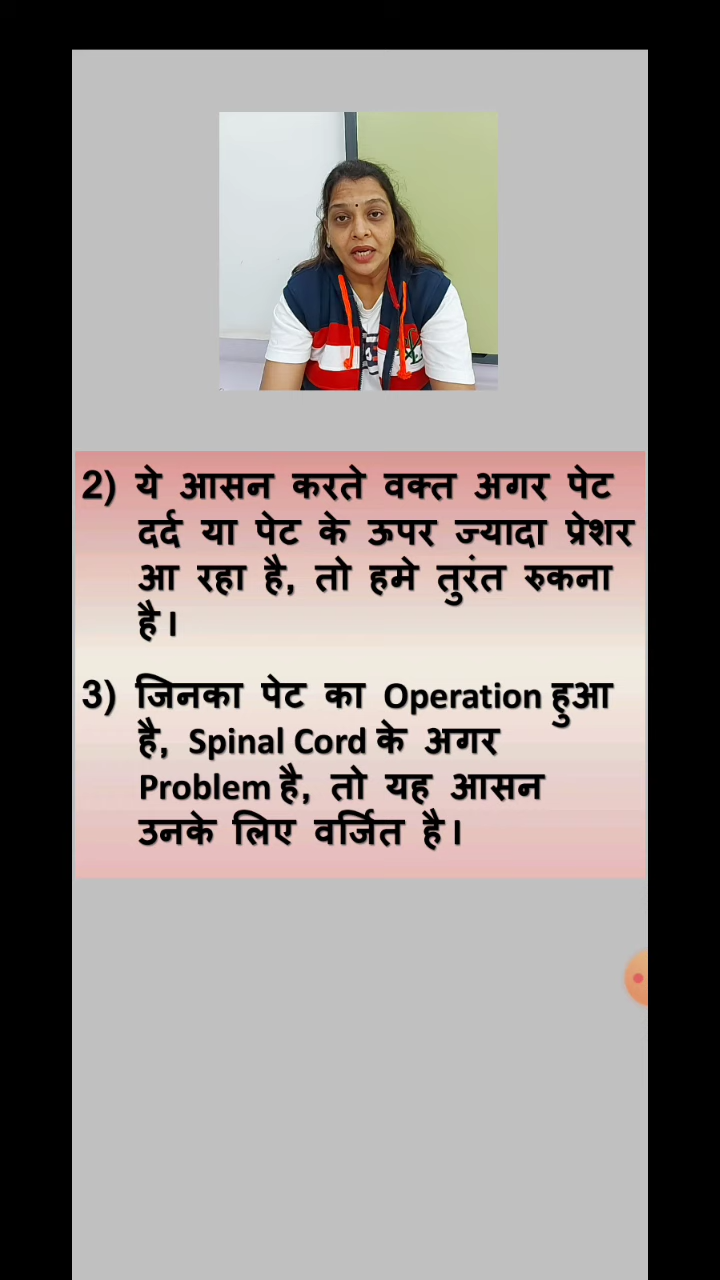 2) ये आसन करते वक्त अगर पेट
दर्द या पेट के ऊपर ज्यादा प्रेशर
आ रहा है, तो हमे तुरंत रुकना
है।
3) जिनका पेट का Operation हुआ
है, Spinal Cord के अगर
Problem है, तो यह आसन
उनके लिए वर्जित है।